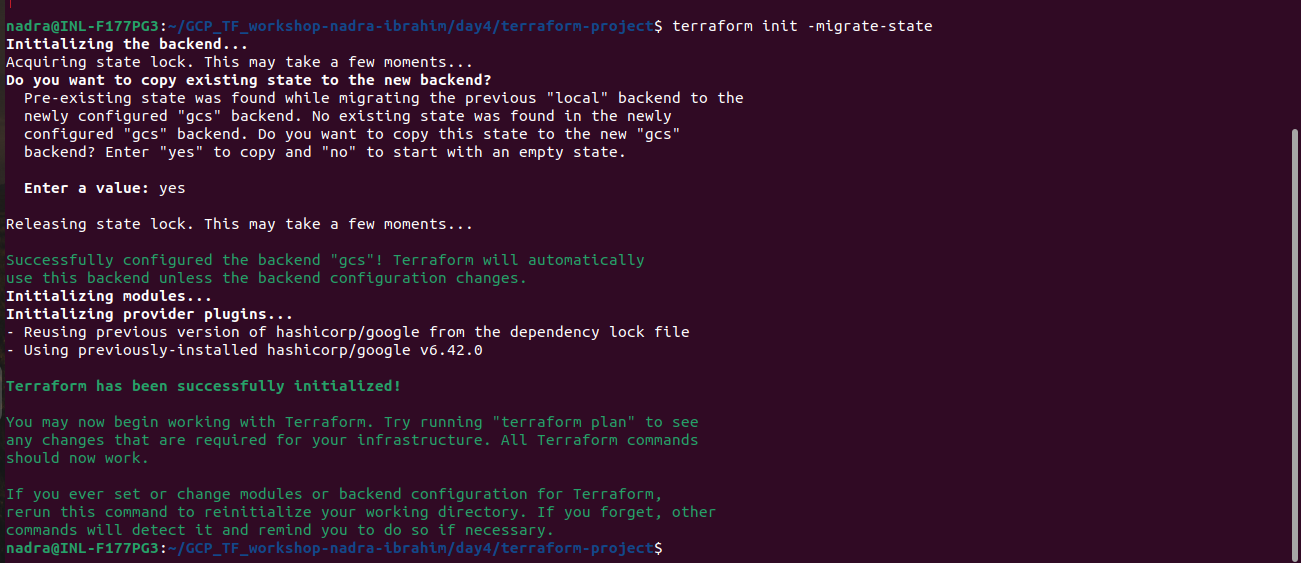 nadra@INL-F177PG3:~/GCP_TF_workshop-nadra-ibrahim/day4/terraform-project$ terraform init -migrate-state
Initializing the backend...
Acquiring state lock. This may take a few moments...
Do you want to copy existing state to the new backend?
  Pre-existing state was found while migrating the previous "local" backend to the
  newly configured "gcs" backend. No existing state was found in the newly
  configured "gcs" backend. Do you want to copy this state to the new "gcs"
  backend? Enter "yes" to copy and "no" to start with an empty state.

  Enter a value: yes

Releasing state lock. This may take a few moments...

Successfully configured the backend "gcs"! Terraform will automatically
use this backend unless the backend configuration changes.
Initializing modules...
Initializing provider plugins...
- Reusing previous version of hashicorp/google from the dependency lock file
- Using previously-installed hashicorp/google v6.42.0

Terraform has been successfully initialized!

You may now begin working with Terraform. Try running "terraform plan" to see
any changes that are required for your infrastructure. All Terraform commands
should now work.

If you ever set or change modules or backend configuration for Terraform,
rerun this command to reinitialize your working directory. If you forget, other
commands will detect it and remind you to do so if necessary.
nadra@INL-F177PG3:~/GCP_TF_workshop-nadra-ibrahim/day4/terraform-project$